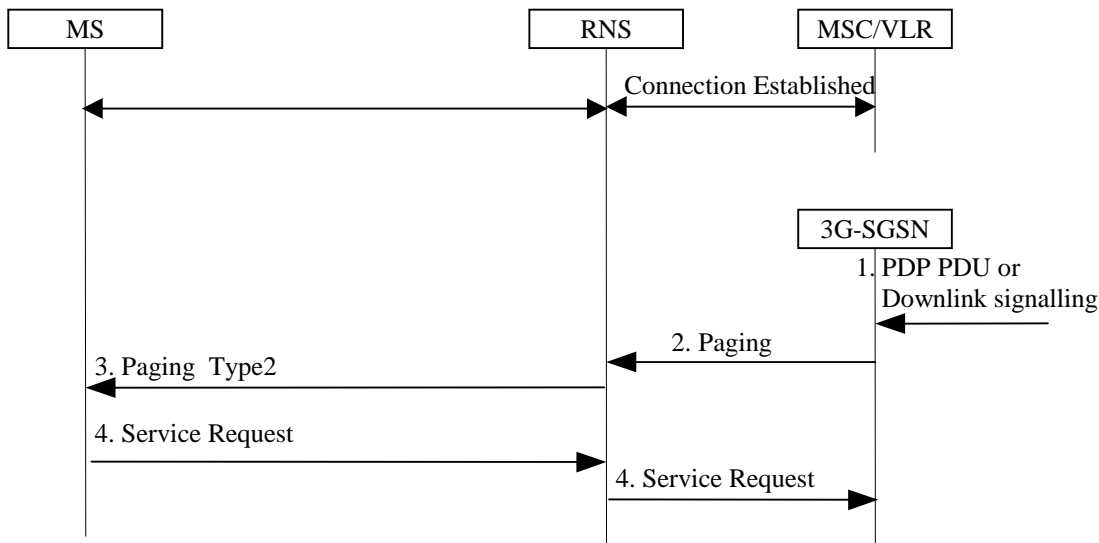 MS
RNS
MSC/VLR
Connection Established
3G-SGSN
1. PDP PDU or
Downlink signalling
2. Paging
3. Paging Type2
4. Service Request
4. Service Request